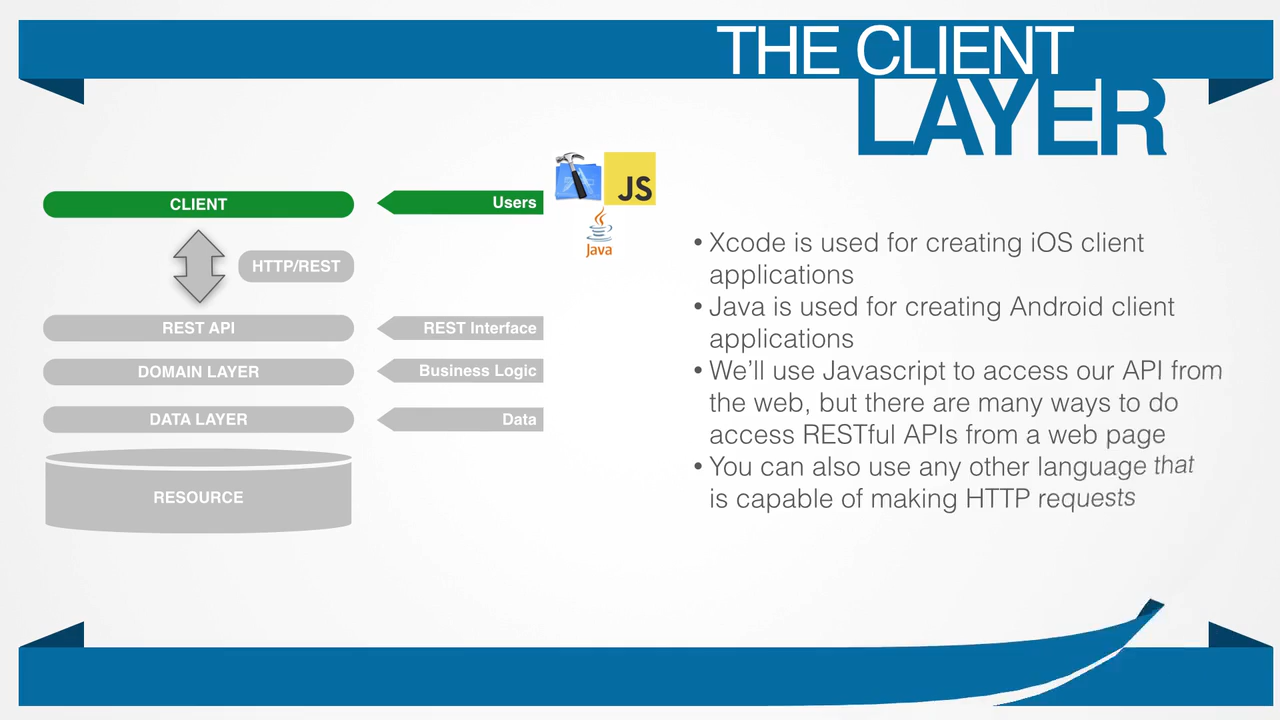 THE CLIENT
LAYER
CLIENT
Users
JS
Java
HTTP/REST
REST API
REST Interface
DOMAIN LAYER
Business Logic
DATA LAYER
Data
RESOURCE
• Xcode is used for creating iOS client
applications
• Java is used for creating Android client
applications
• We’ll use Javascript to access our API from
the web, but there are many ways to do
access RESTful APIs from a web page
• You can also use any other language that
is capable of making HTTP requests